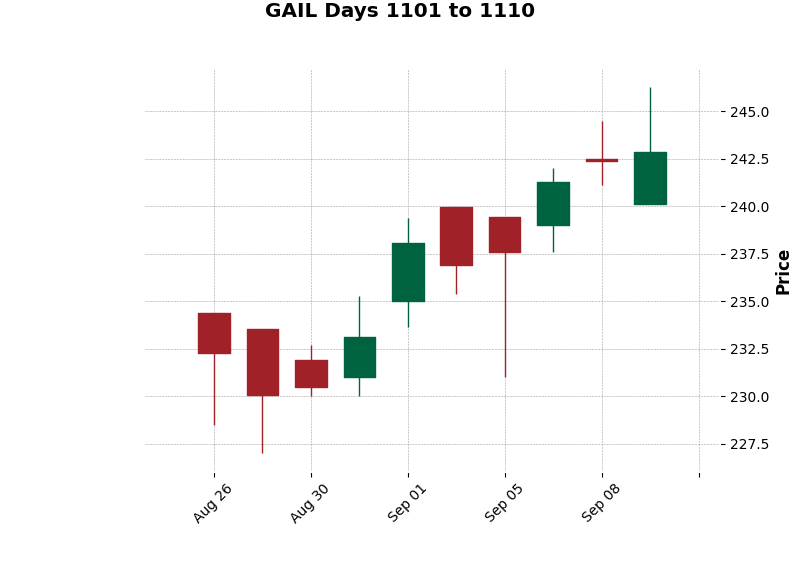 GAIL Days 1101 to 1110
245.0
242.5
240.0
237.5
235.0
232.5
230.0
227.5
Price
Aug 26
Aug 30
Sep 01
Sep 05
Sep 08